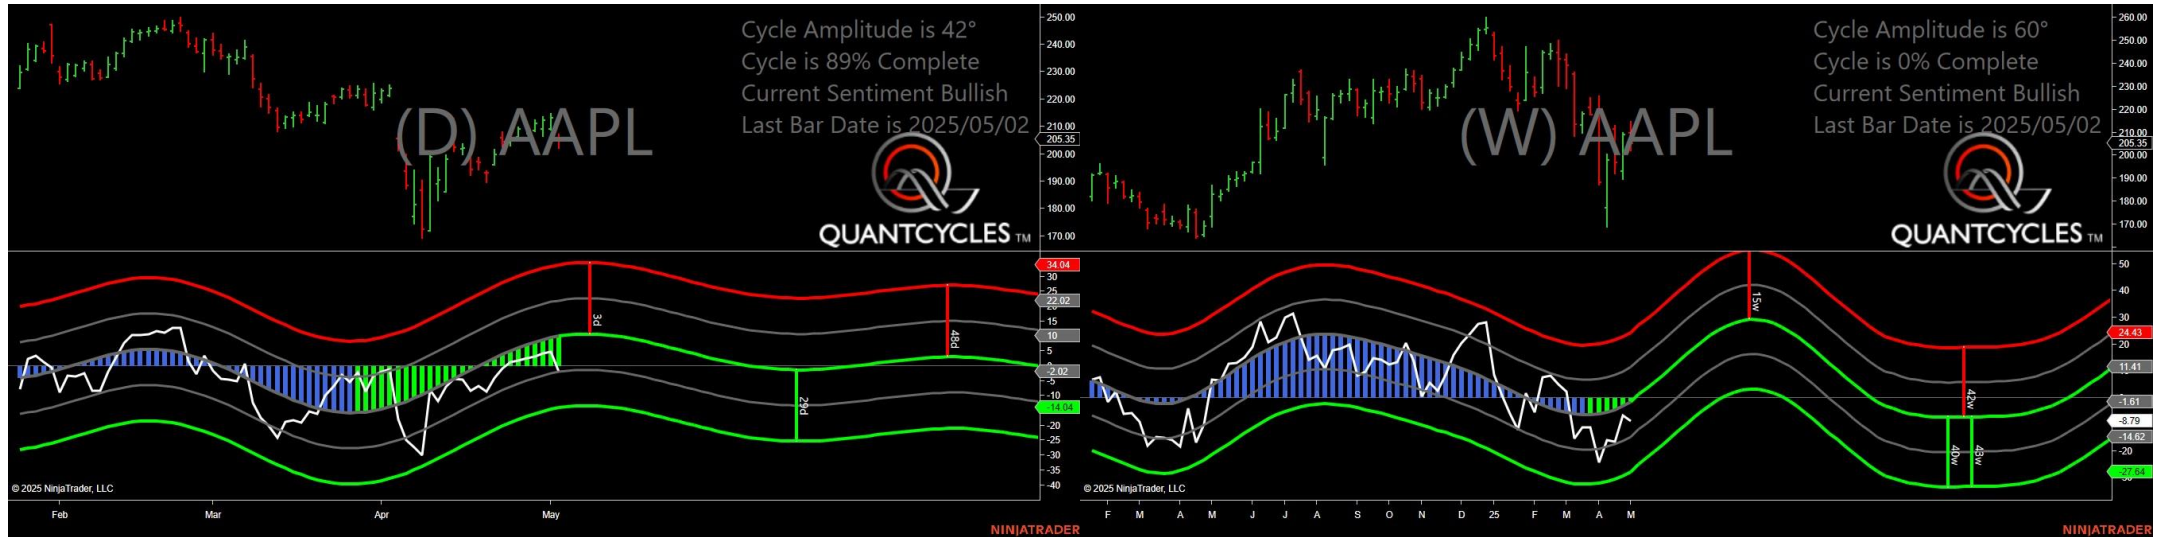 Cycle Amplitude is 42°
Cycle is 89% Complete
Current Sentiment Bullish
Last Bar Date is 2025/05/02
(D) AAPL
QUANTCYCLES TM
250.00
240.00
230.00
220.00
210.00
205.35
200.00
190.00
180.00
170.00
3d
29d
48d
34.04
30
25
22.02
20
15
10
5
-2.02
-5
-10
-14.04
-20
-25
-30
-35
-40
© 2025 NinjaTrader, LLC
Feb Mar Apr May
NINJATRADER
Cycle Amplitude is 60°
Cycle is 0% Complete
Current Sentiment Bullish
Last Bar Date is 2025/05/02
(W) AAPL
QUANTCYCLES TM
260.00
250.00
240.00
230.00
220.00
210.00
205.35
200.00
190.00
180.00
170.00
15w
42w
40w
43w
50
40
30
24.43
20
11.41
-1.61
-8.79
-14.62
-20
-27.64
© 2025 NinjaTrader, LLC
F M A M J J A S O N D 25 F M A M
NINJATRADER